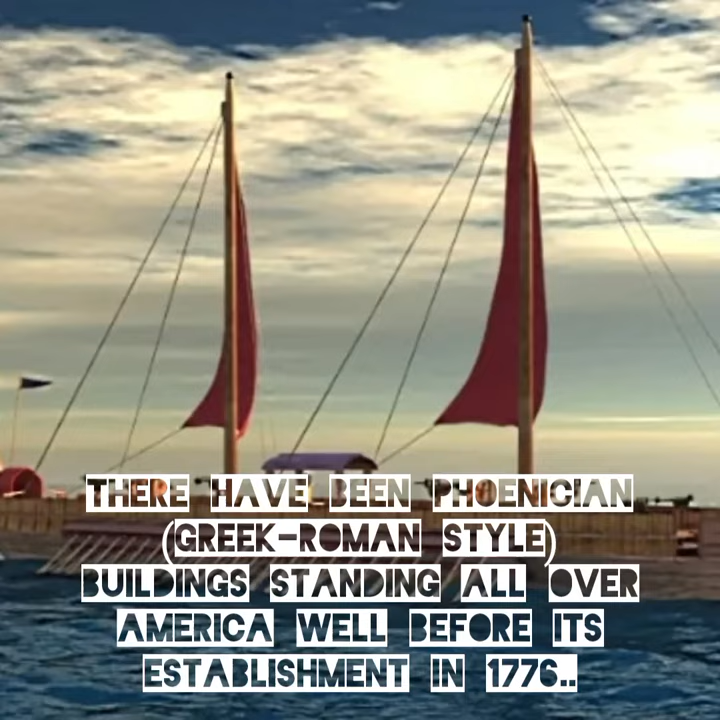 THERE HAVE BEEN PHOENICIAN
(GREEK-ROMAN STYLE)
BUILDINGS STANDING ALL OVER
AMERICA WELL BEFORE ITS
ESTABLISHMENT IN 1776..